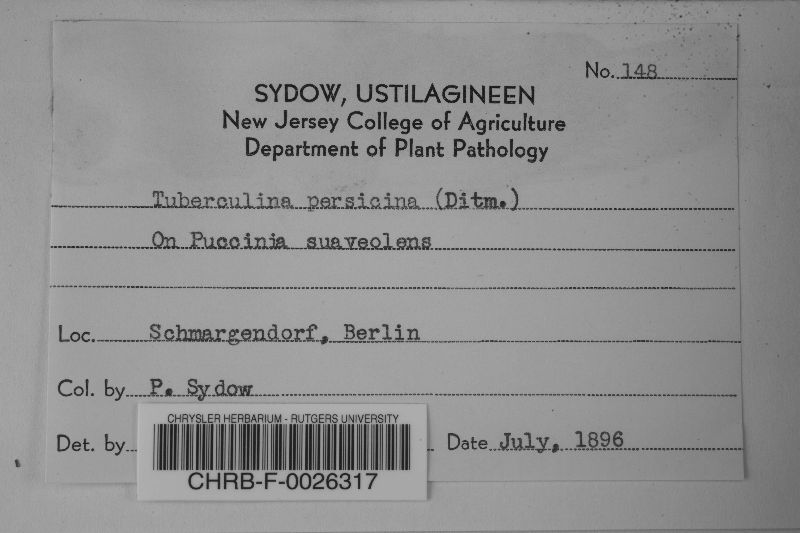 No. 148
SYDOW, USTILAGINEEN
New Jersey College of Agriculture
Department of Plant Pathology
Tuberculina persicina (Ditm.)
On Puccinia suaveolens
Loc. Schmargendorf, Berlin
Col. by P. Sydow
Det. by
Date July, 1896
CHRYSLER HERBARIUM - RUTGERS UNIVERSITY
CHRB-F-0026317